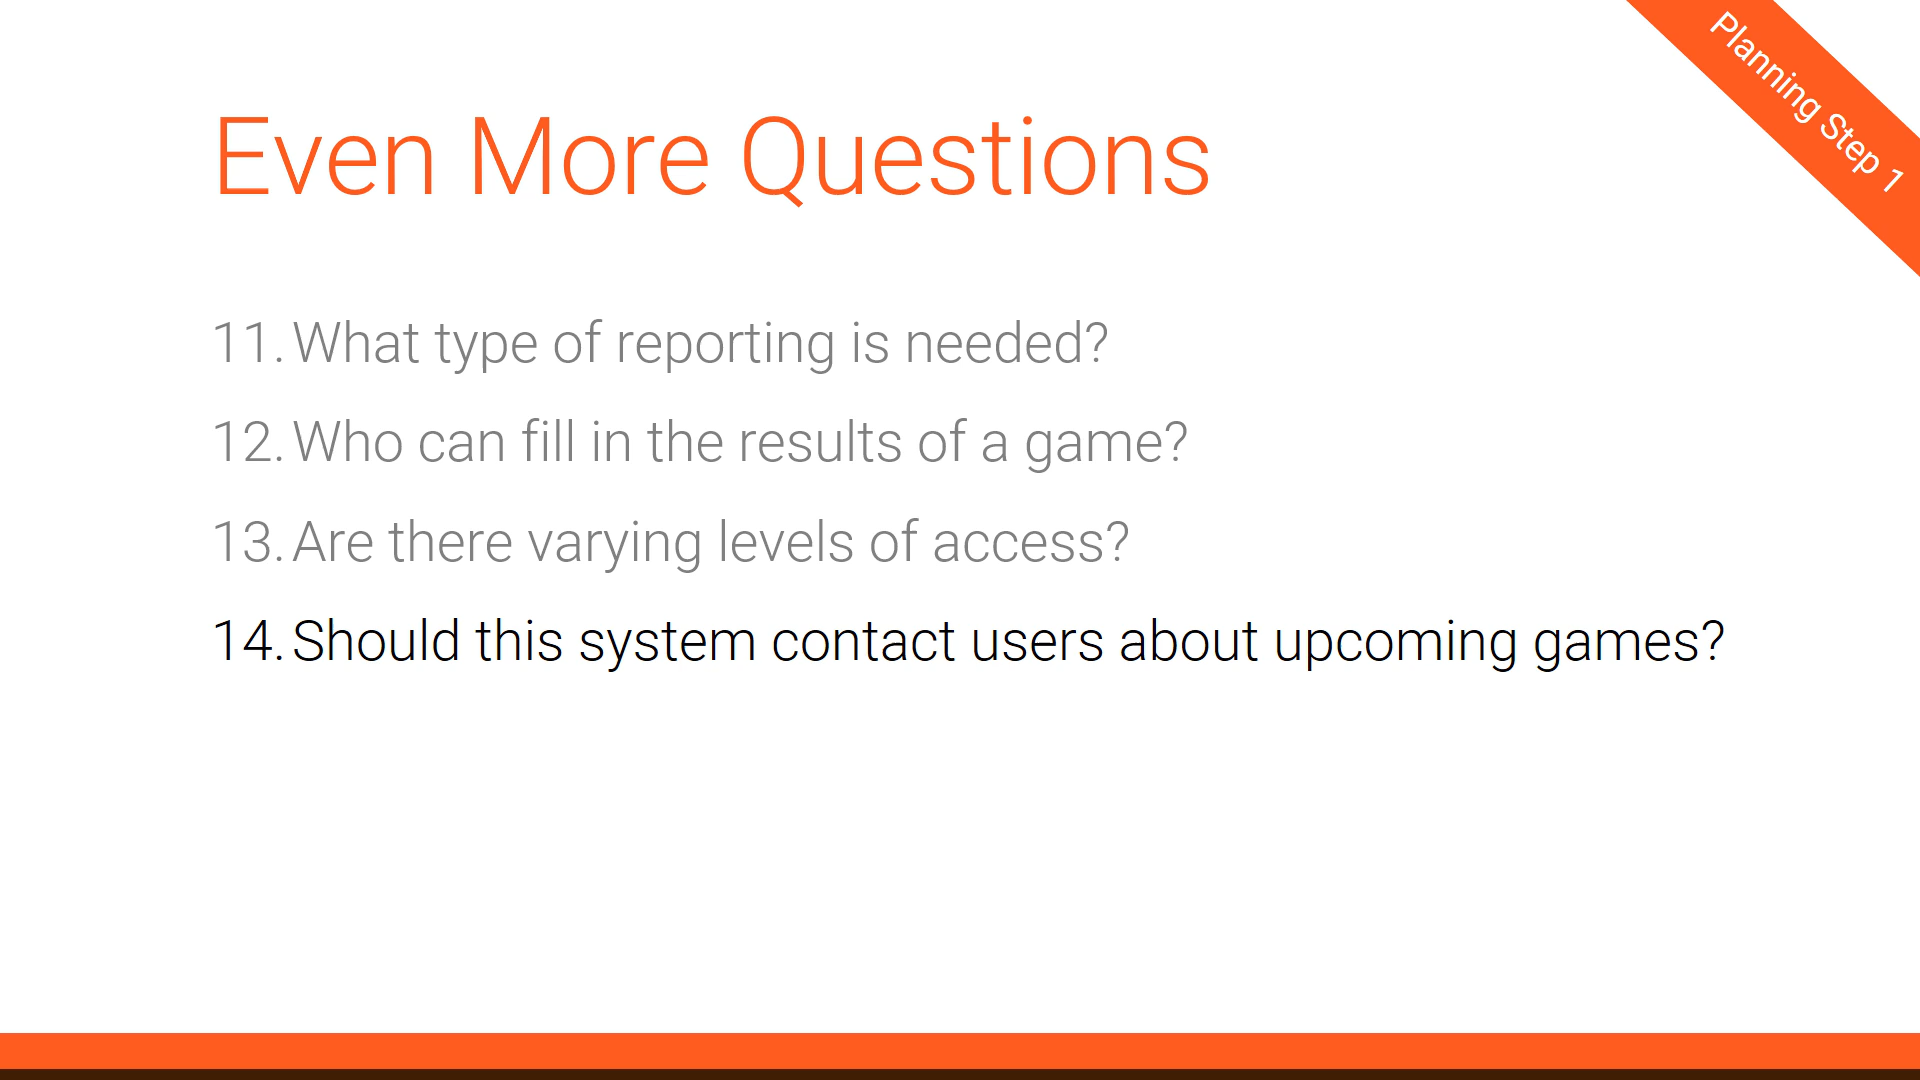 Planning Step 1
Even More Questions
11. What type of reporting is needed?
12. Who can fill in the results of a game?
13. Are there varying levels of access?
14. Should this system contact users about upcoming games?